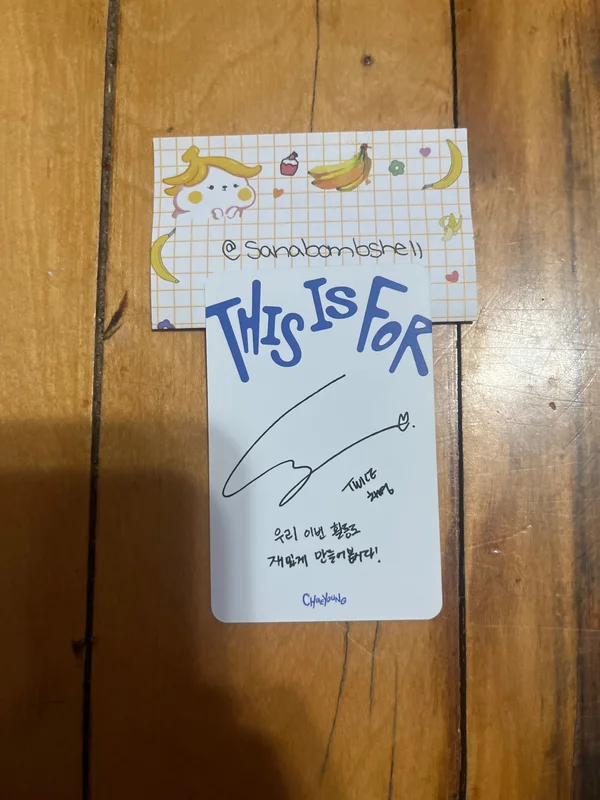 @sanabombshell
THIS IS FOR
TWICE
채영
우리 이번 활동도
재밌게 만들어봅시다!
CHAEYOUNG